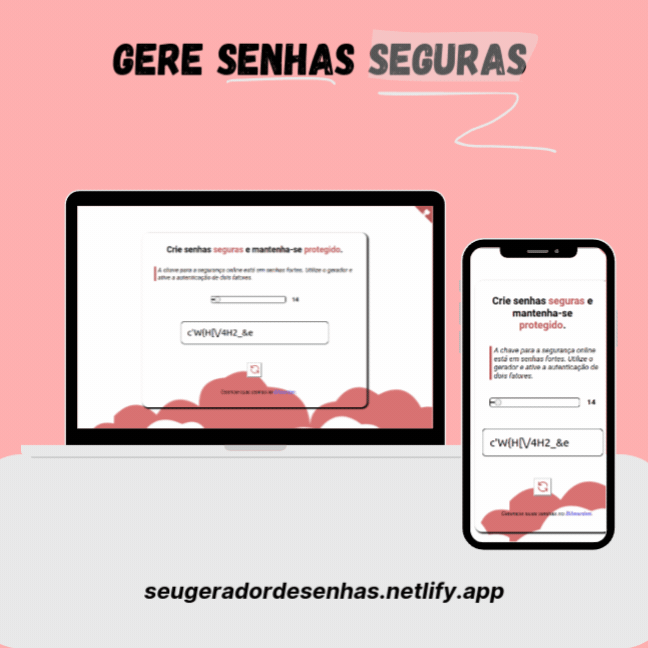 GERE SENHAS SEGURAS
Crie senhas seguras e mantenha-se protegido.
A chave para a segurança online está em senhas fortes. Utilize o gerador e
ative a autenticação de dois fatores.
14
c'W(H[\/4H2_&e
Crie senhas seguras e
mantenha-se
protegido.
A chave para a segurança online
está em senhas fortes. Utilize o
gerador e ative a autenticação de
dois fatores.
14
c'W(H[\/4H2_&e
seugeradordesenhas.netlify.app